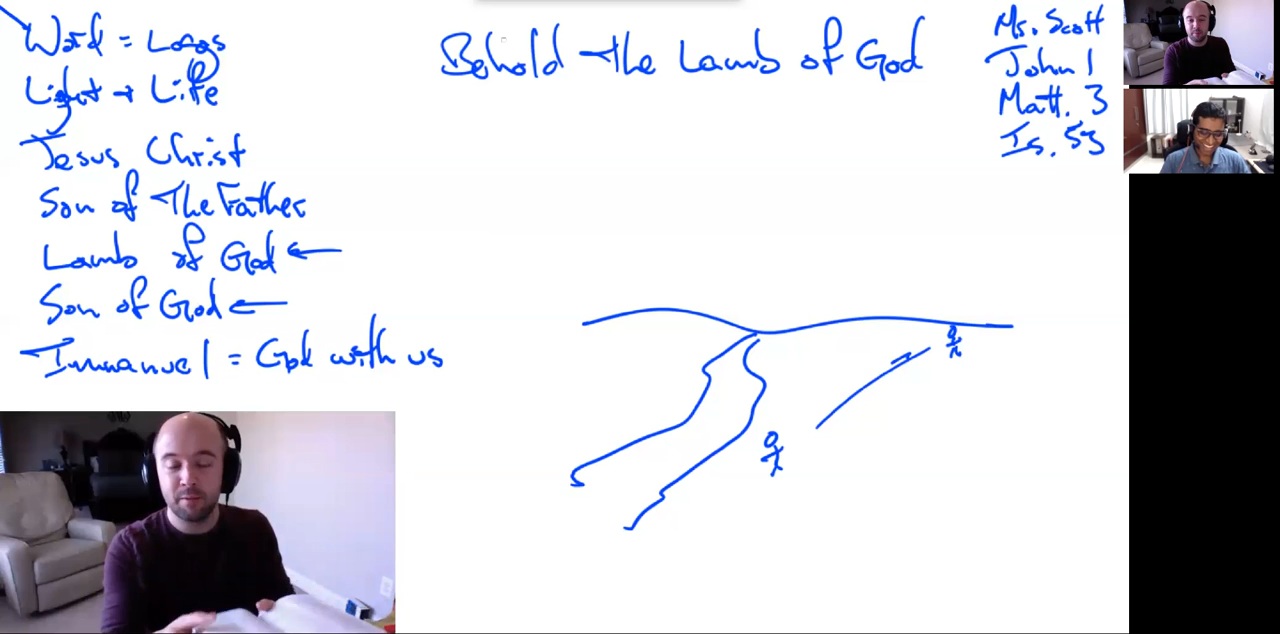 Word = Logos
Light + Life
Jesus Christ
Son of The Father
Lamb of God ←
Son of God ←
Immanuel = God with us
Behold The Lamb of God
Mr. Scott
John 1
Matt. 3
Is. 53